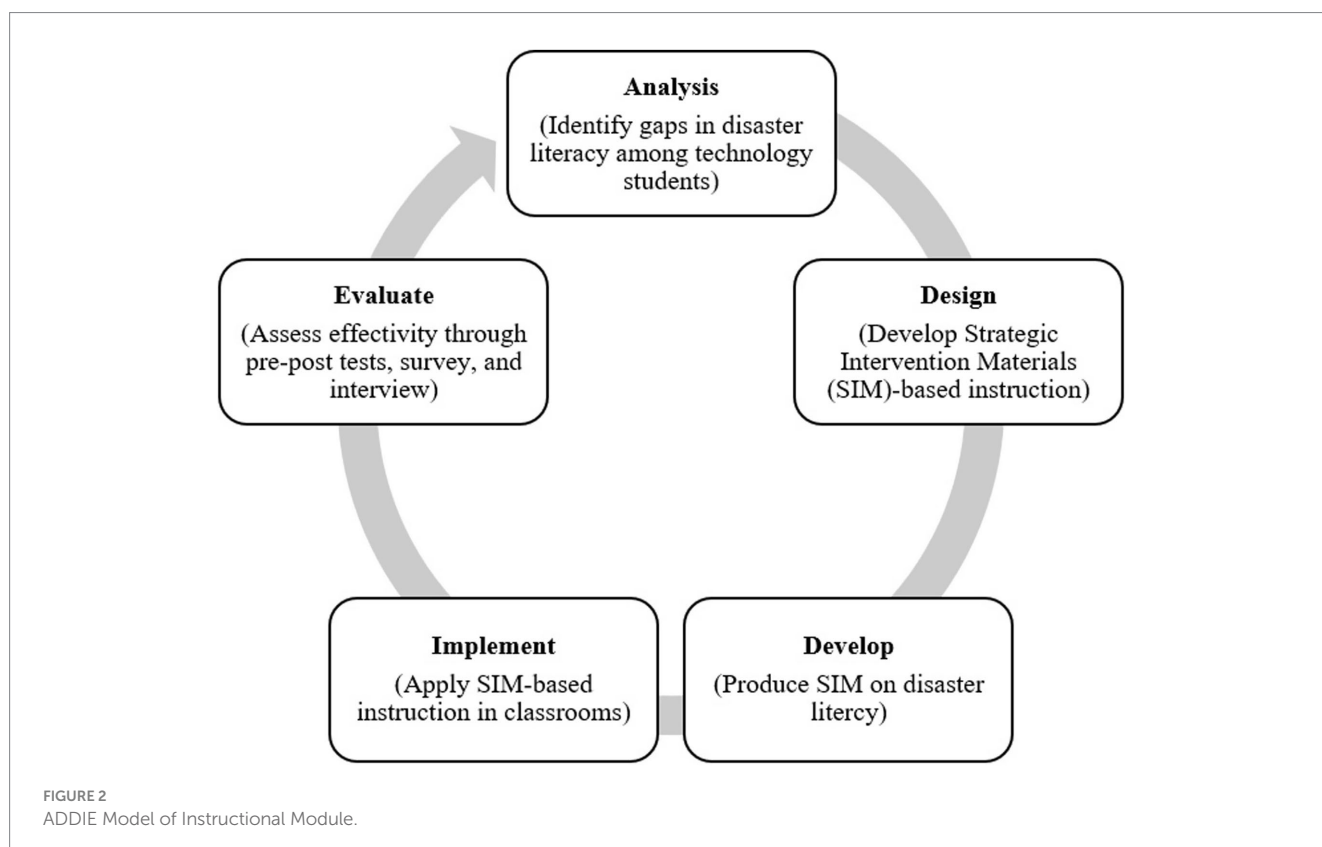 Analysis
(Identify gaps in disaster
literacy among technology
students)
Design
(Develop Strategic
Intervention Materials
(SIM)-based instruction)
Develop
(Produce SIM on disaster
litercy)
Implement
(Apply SIM-based
instruction in classrooms)
Evaluate
(Assess effectivity through
pre-post tests, survey, and
interview)
FIGURE 2
ADDIE Model of Instructional Module.